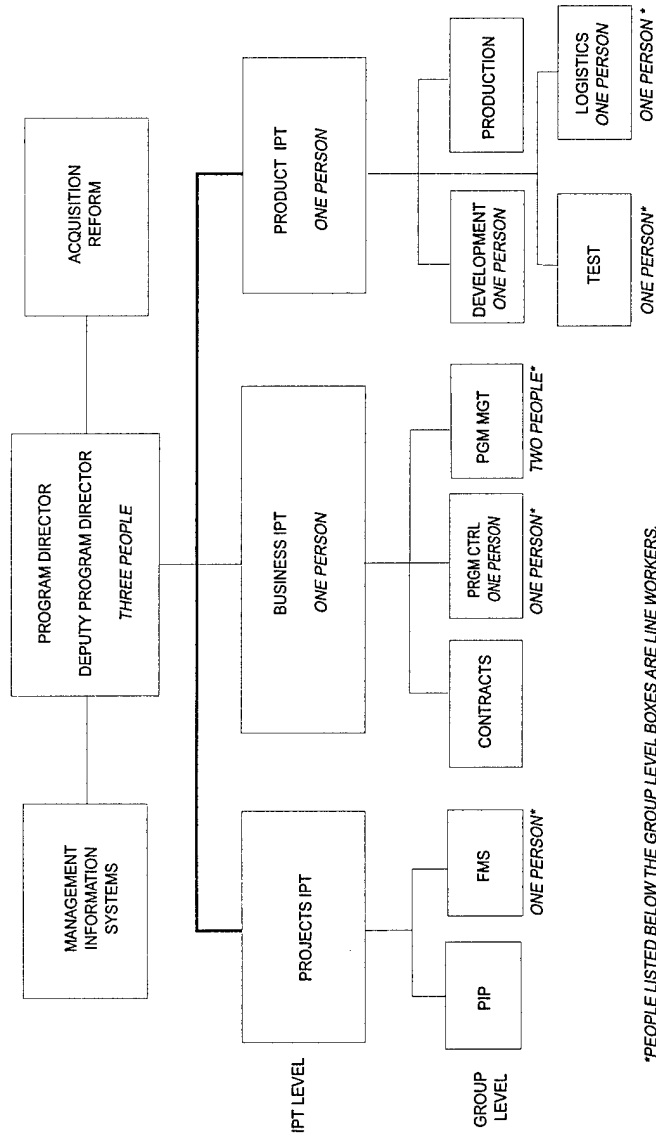 MANAGEMENT
INFORMATION
SYSTEMS
PROGRAM DIRECTOR
DEPUTY PROGRAM DIRECTOR
THREE PEOPLE
ACQUISITION
REFORM
IPT LEVEL
PROJECTS IPT
BUSINESS IPT
ONE PERSON
PRODUCT IPT
ONE PERSON
GROUP
LEVEL
PIP
FMS
ONE PERSON*
CONTRACTS
PRGM CTRL
ONE PERSON
ONE PERSON*
PGM MGT
TWO PEOPLE*
DEVELOPMENT
ONE PERSON
PRODUCTION
TEST
ONE PERSON*
LOGISTICS
ONE PERSON
ONE PERSON *
*PEOPLE LISTED BELOW THE GROUP LEVEL BOXES ARE LINE WORKERS.